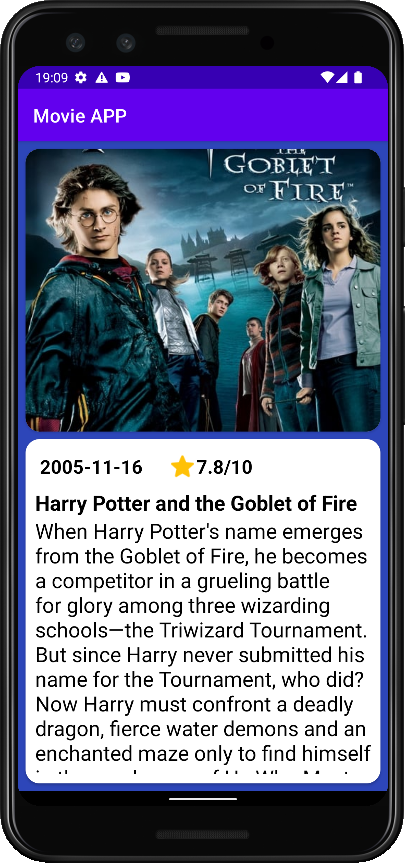 19:09
Movie APP
THE
GOBLET
OF FIRE™
2005-11-16 7.8/10
Harry Potter and the Goblet of Fire
When Harry Potter's name emerges
from the Goblet of Fire, he becomes
a competitor in a grueling battle
for glory among three wizarding
schools—the Triwizard Tournament.
But since Harry never submitted his
name for the Tournament, who did?
Now Harry must confront a deadly
dragon, fierce water demons and an
enchanted maze only to find himself